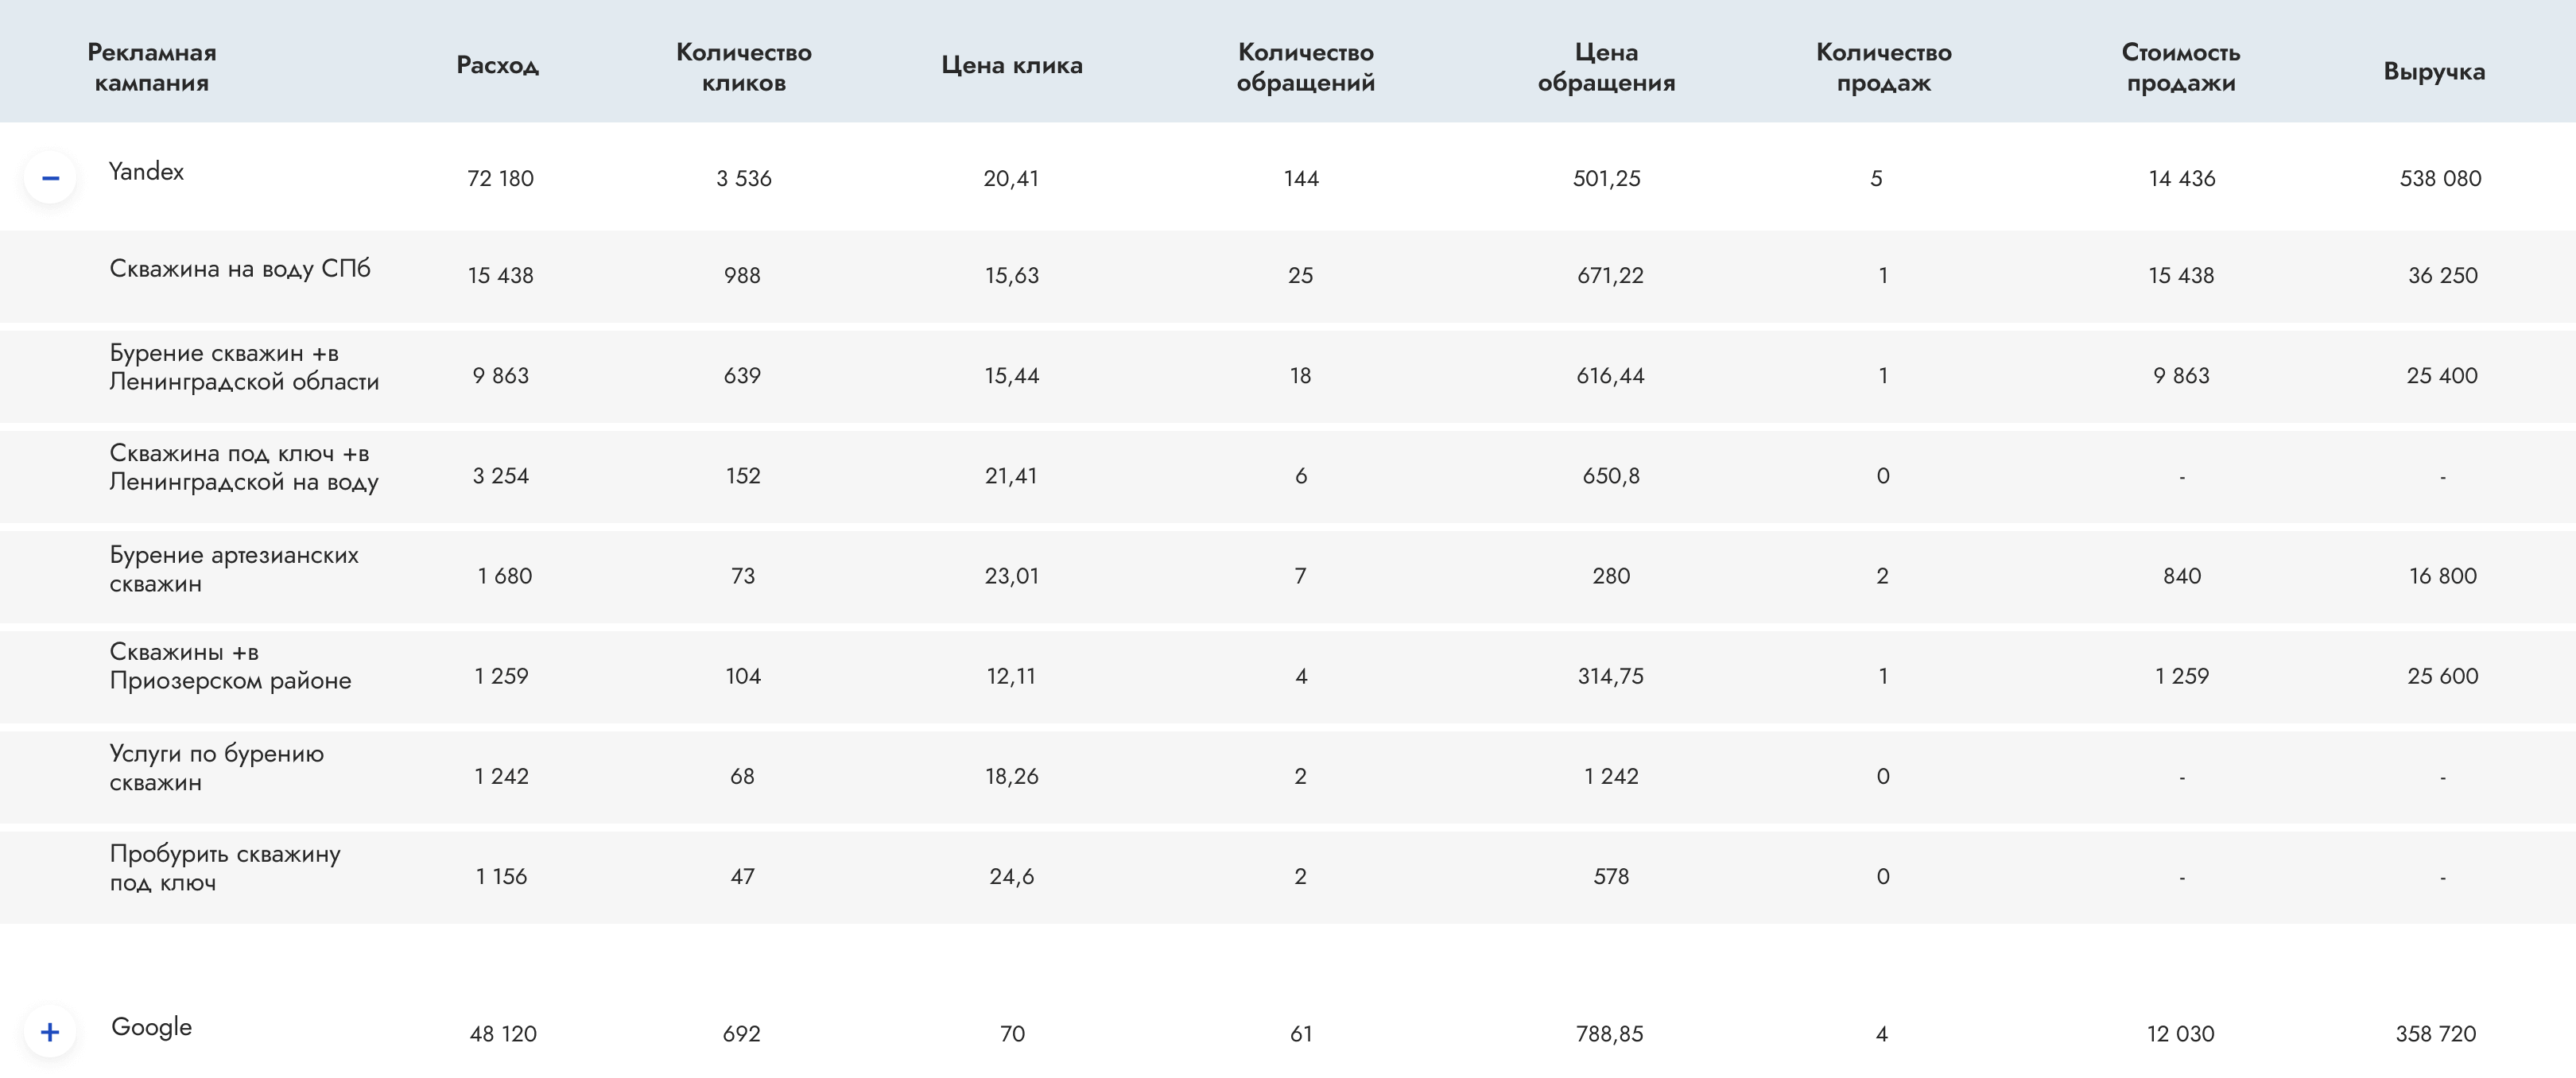 Рекламная кампания Расход Количество кликов Цена клика Количество обращений Цена обращения Количество продаж Стоимость продажи Выручка
− Yandex 72 180 3 536 20,41 144 501,25 5 14 436 538 080
Скважина на воду СПб 15 438 988 15,63 25 671,22 1 15 438 36 250
Бурение скважин +в
Ленинградской области 9 863 639 15,44 18 616,44 1 9 863 25 400
Скважина под ключ +в
Ленинградской на воду 3 254 152 21,41 6 650,8 0 - -
Бурение артезианских
скважин 1 680 73 23,01 7 280 2 840 16 800
Скважины +в
Приозерском районе 1 259 104 12,11 4 314,75 1 1 259 25 600
Услуги по бурению
скважин 1 242 68 18,26 2 1 242 0 - -
Пробурить скважину
под ключ 1 156 47 24,6 2 578 0 - -
+ Google 48 120 692 70 61 788,85 4 12 030 358 720